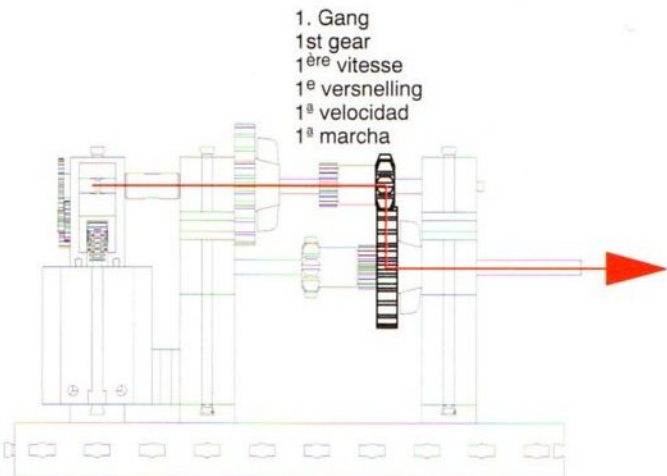 1. Gang
1st gear
1ère vitesse
1e versnelling
1ª velocidad
1ª marcha